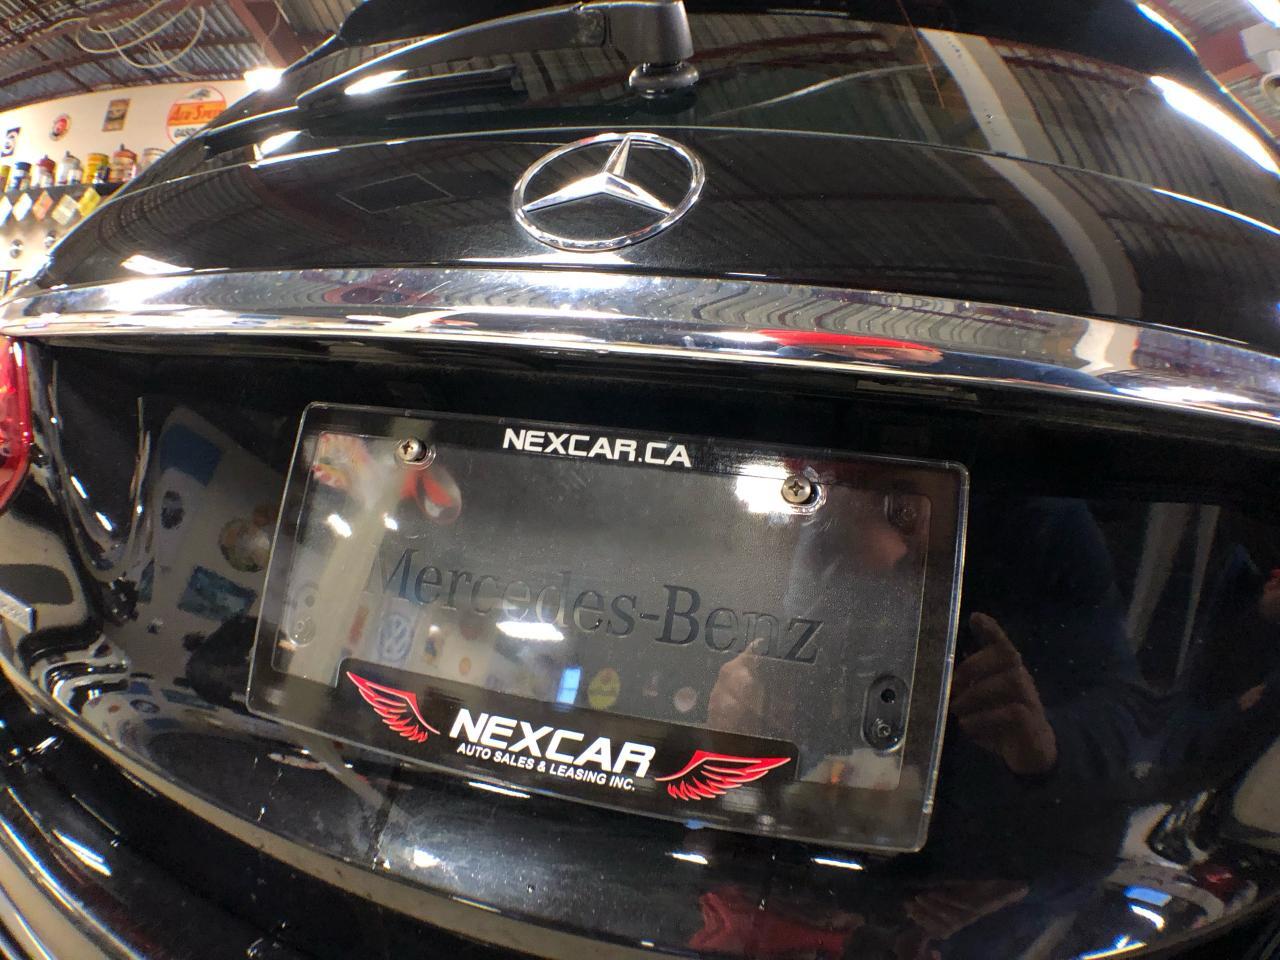 NEXCAR.CA
Mercedes-Benz
NEXCAR
AUTO SALES & LEASING INC.